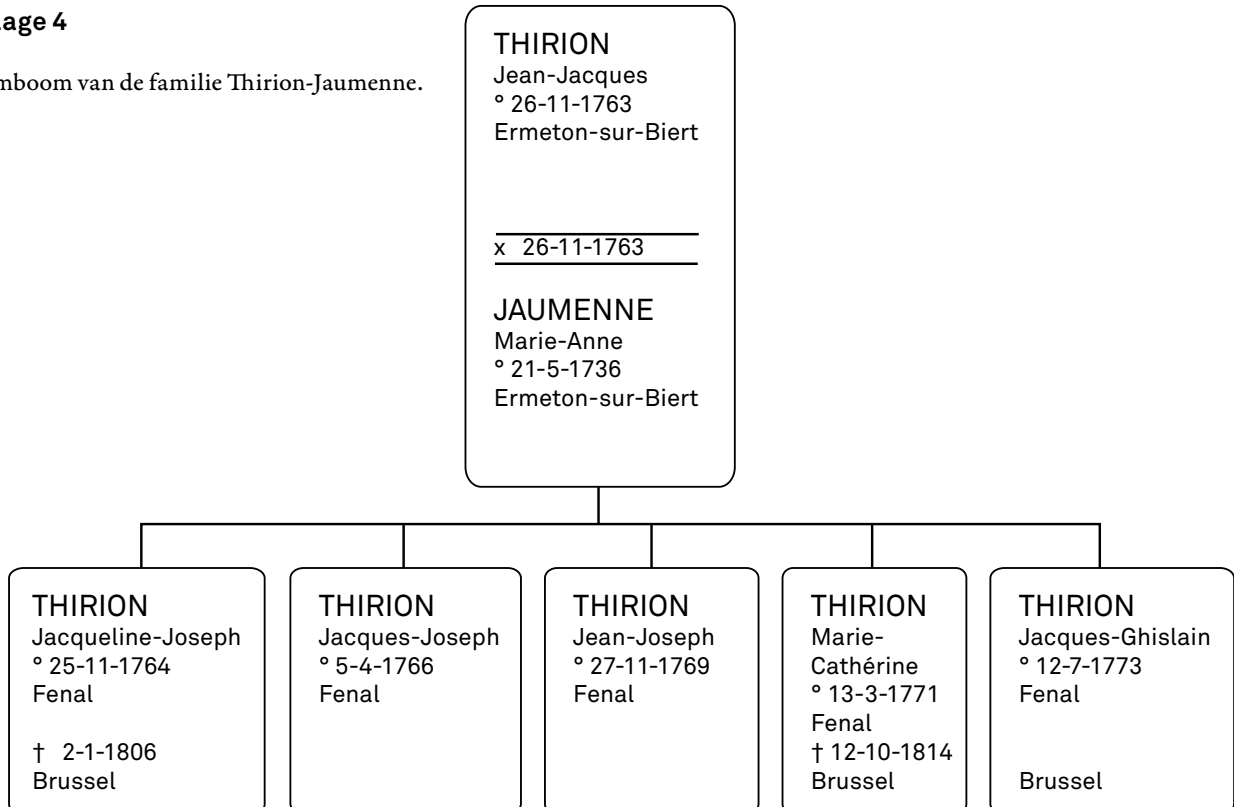 age 4
mboom van de familie Thirion-Jaumenne.
THIRION
Jean-Jacques
° 26-11-1763
Ermeton-sur-Biert
x 26-11-1763
JAUMENNE
Marie-Anne
° 21-5-1736
Ermeton-sur-Biert
THIRION
Jacqueline-Joseph
° 25-11-1764
Fenal
† 2-1-1806
Brussel
THIRION
Jacques-Joseph
° 5-4-1766
Fenal
THIRION
Jean-Joseph
° 27-11-1769
Fenal
THIRION
Marie-
Cathérine
° 13-3-1771
Fenal
† 12-10-1814
Brussel
THIRION
Jacques-Ghislain
° 12-7-1773
Fenal
Brussel